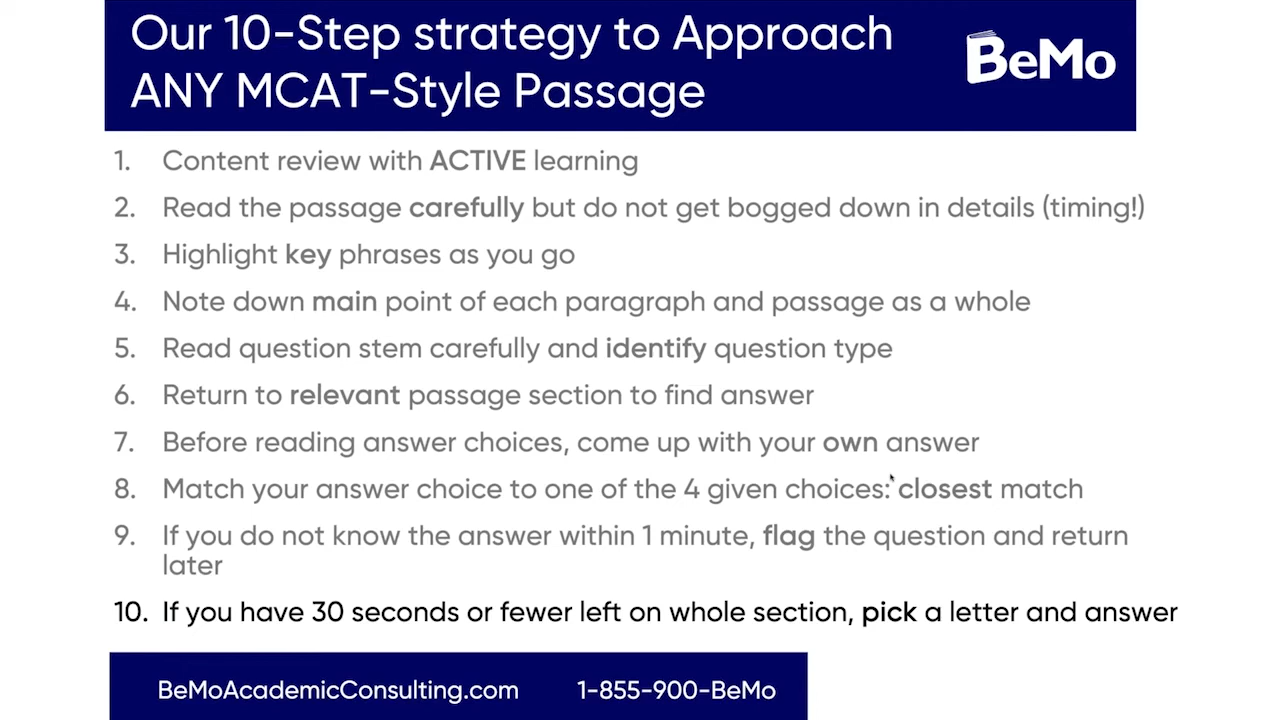 Our 10-Step strategy to Approach
ANY MCAT-Style Passage
BeMo
1. Content review with ACTIVE learning
2. Read the passage carefully but do not get bogged down in details (timing!)
3. Highlight key phrases as you go
4. Note down main point of each paragraph and passage as a whole
5. Read question stem carefully and identify question type
6. Return to relevant passage section to find answer
7. Before reading answer choices, come up with your own answer
8. Match your answer choice to one of the 4 given choices: closest match
9. If you do not know the answer within 1 minute, flag the question and return
later
10. If you have 30 seconds or fewer left on whole section, pick a letter and answer
BeMoAcademicConsulting.com 1-855-900-BeMo